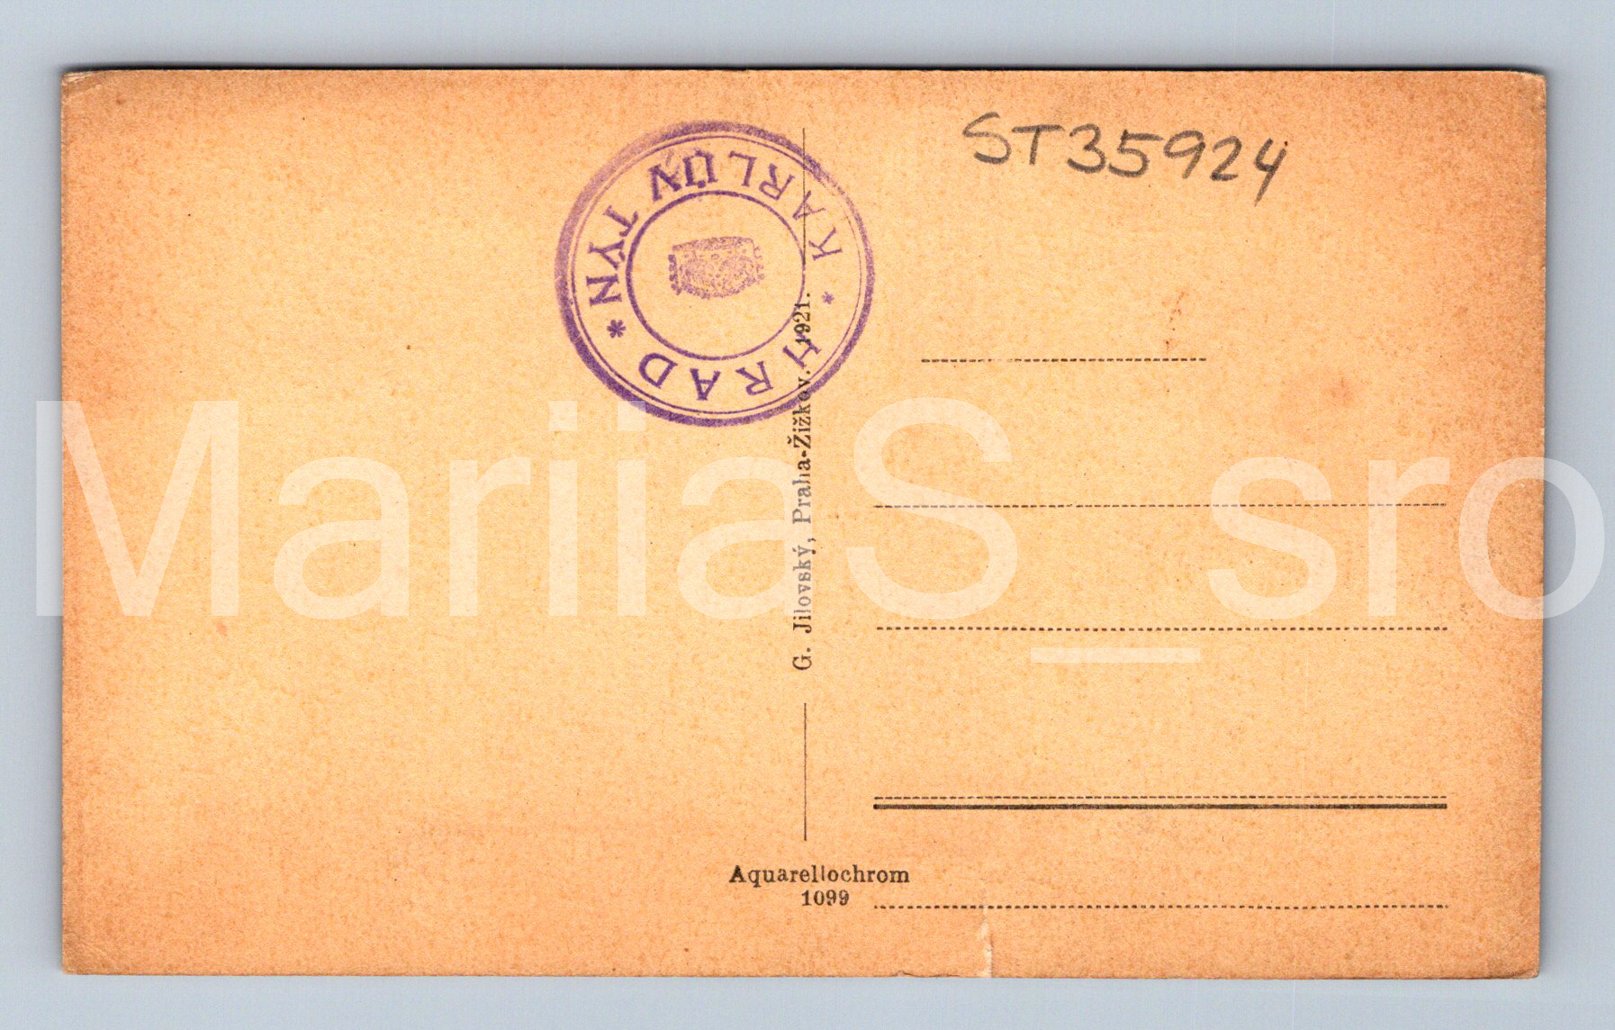 ST35924
* HRAD * KARLŮV TÝN
G. Jilovský, Praha-Žižkov. 1921.
MariiaS_sro
Aquarellochrom
1099